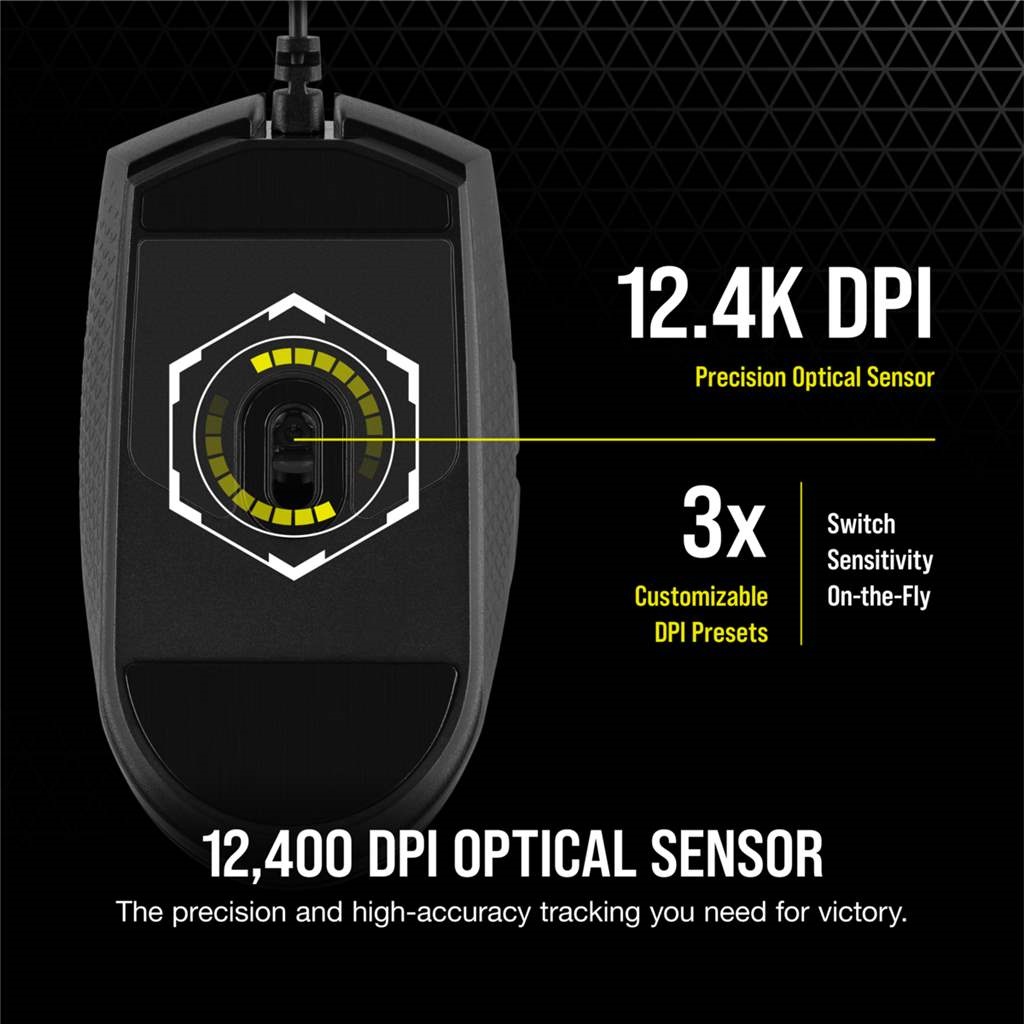 12.4K DPI
Precision Optical Sensor
3x
Customizable
DPI Presets
Switch
Sensitivity
On-the-Fly
12,400 DPI OPTICAL SENSOR
The precision and high-accuracy tracking you need for victory.